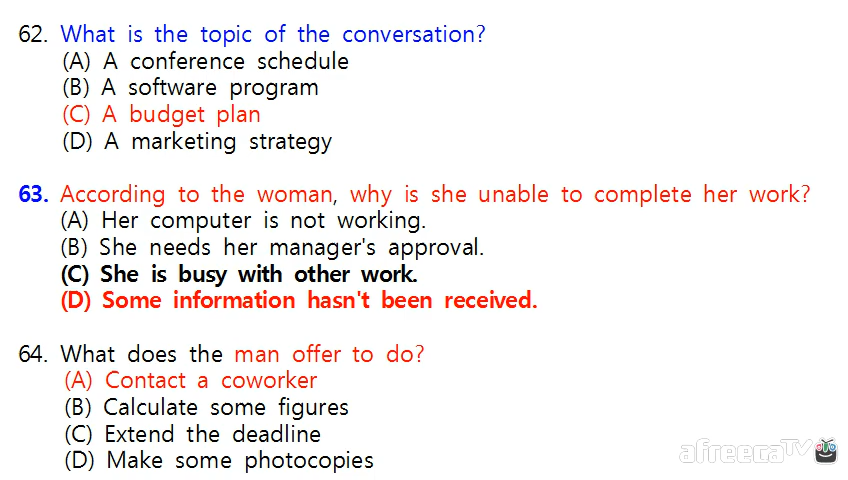 62. What is the topic of the conversation?
(A) A conference schedule
(B) A software program
(C) A budget plan
(D) A marketing strategy
63. According to the woman, why is she unable to complete her work?
(A) Her computer is not working.
(B) She needs her manager's approval.
(C) She is busy with other work.
(D) Some information hasn't been received.
64. What does the man offer to do?
(A) Contact a coworker
(B) Calculate some figures
(C) Extend the deadline
(D) Make some photocopies
afreecaTV